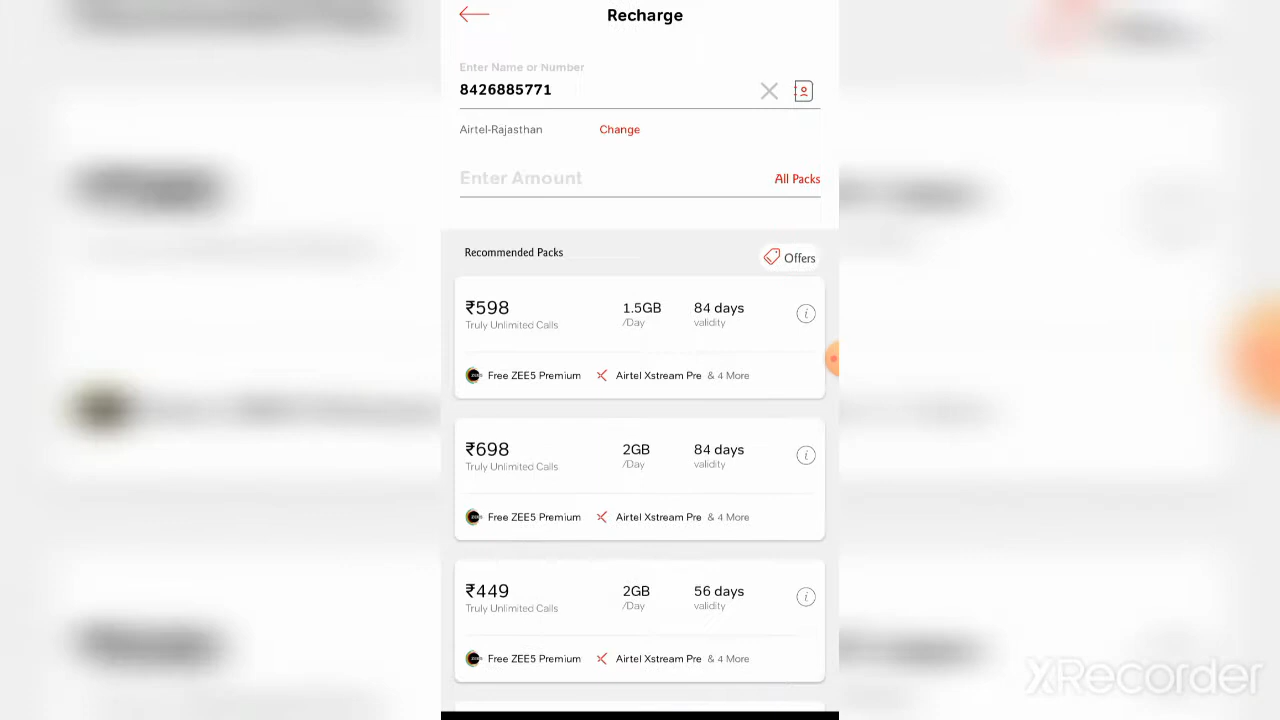 Recharge
Enter Name or Number
8426885771
Airtel-Rajasthan Change
Enter Amount All Packs
Recommended Packs Offers
₹598 1.5GB 84 days
Truly Unlimited Calls /Day validity
Free ZEE5 Premium Airtel Xstream Pre & 4 More
₹698 2GB 84 days
Truly Unlimited Calls /Day validity
Free ZEE5 Premium Airtel Xstream Pre & 4 More
₹449 2GB 56 days
Truly Unlimited Calls /Day validity
Free ZEE5 Premium Airtel Xstream Pre & 4 More
XRecorder